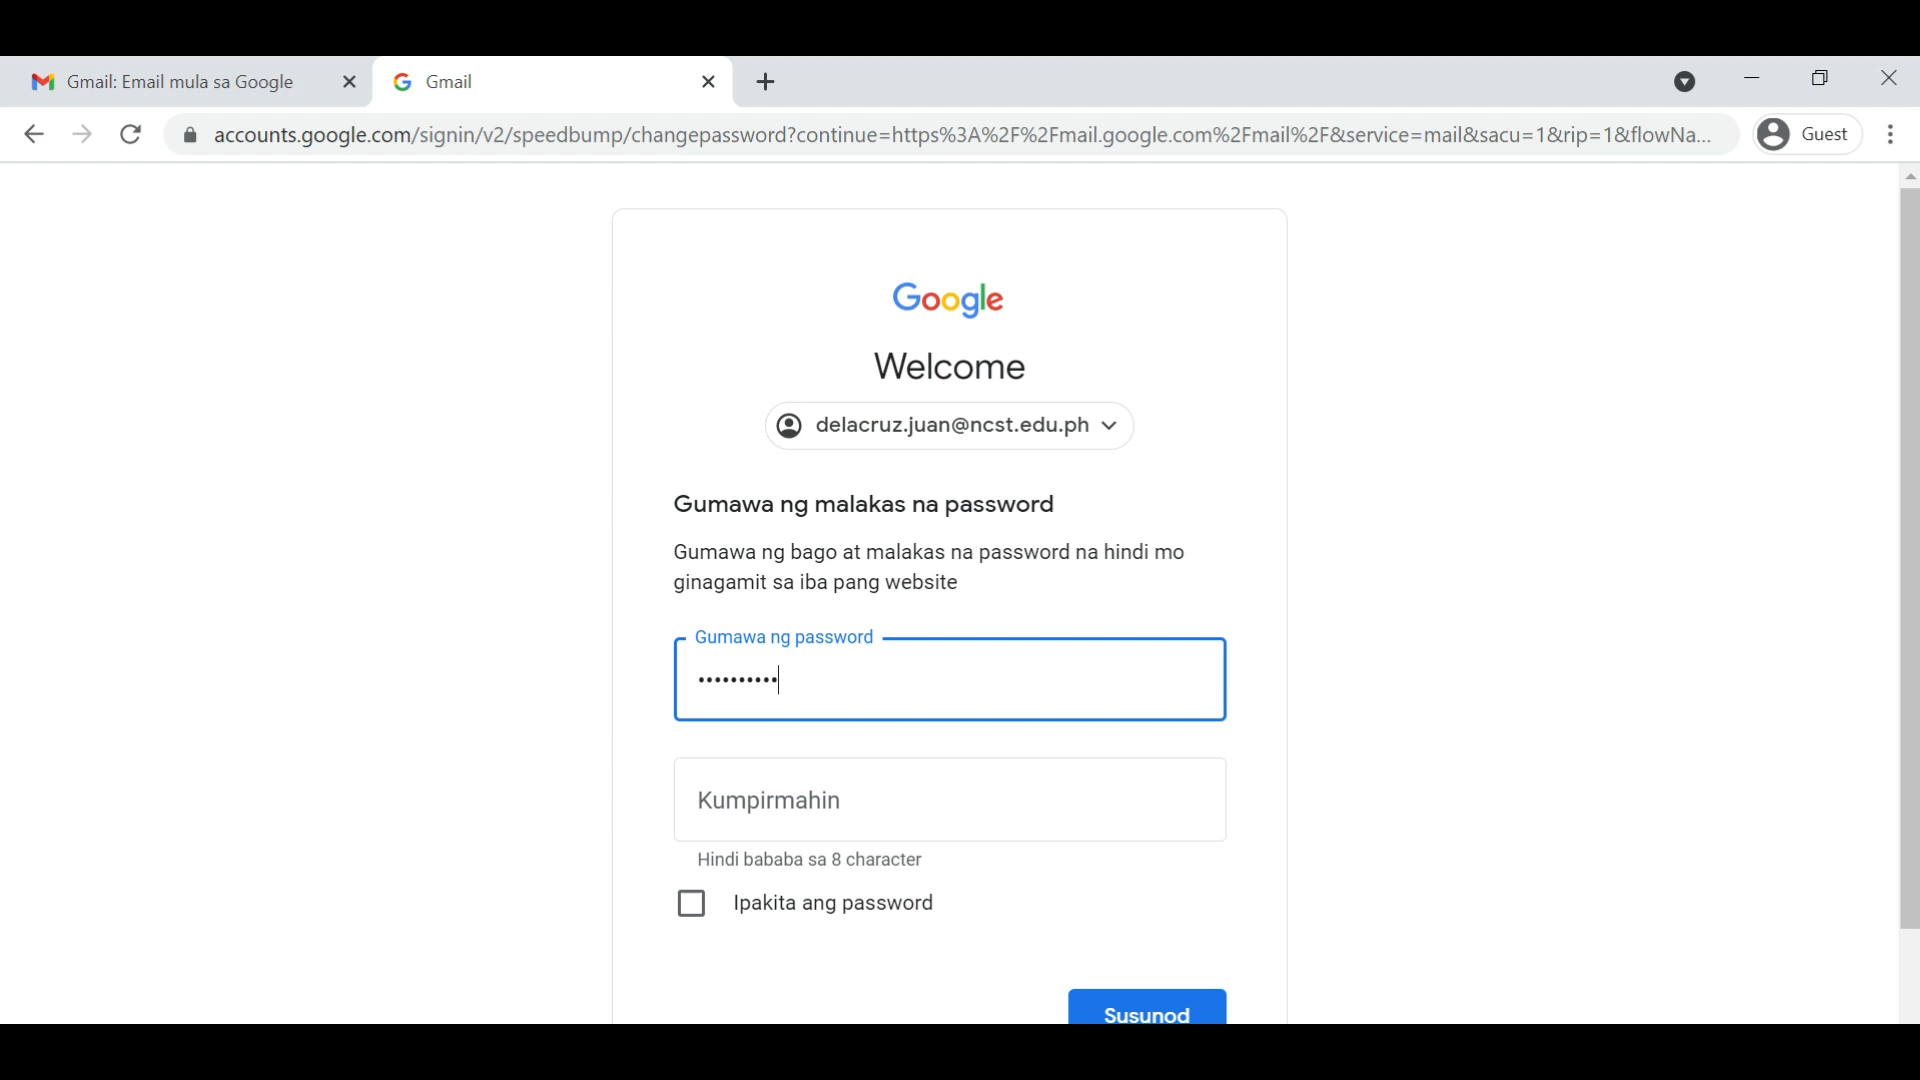 Gmail: Email mula sa Google
Gmail
accounts.google.com/signin/v2/speedbump/changepassword?continue=https%3A%2F%2Fmail.google.com%2Fmail%2F&service=mail&sacu=1&rip=1&flowNa...
Guest
Google
Welcome
delacruz.juan@ncst.edu.ph
Gumawa ng malakas na password
Gumawa ng bago at malakas na password na hindi mo
ginagamit sa iba pang website
Gumawa ng password
••••••••••
Kumpirmahin
Hindi bababa sa 8 character
Ipakita ang password
Susunod